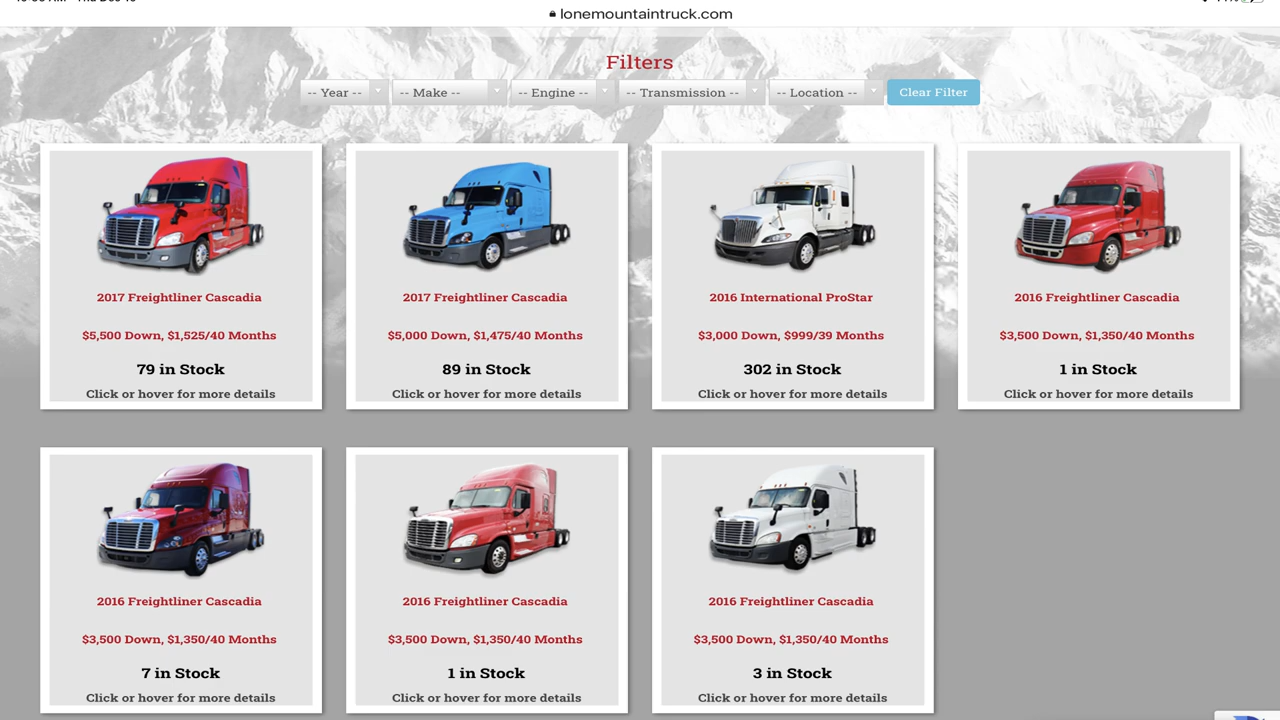 lonemountaintruck.com
Filters
-- Year -- -- Make -- -- Engine -- -- Transmission -- -- Location -- Clear Filter
2017 Freightliner Cascadia
$5,500 Down, $1,525/40 Months
79 in Stock
Click or hover for more details
2017 Freightliner Cascadia
$5,000 Down, $1,475/40 Months
89 in Stock
Click or hover for more details
2016 International ProStar
$3,000 Down, $999/39 Months
302 in Stock
Click or hover for more details
2016 Freightliner Cascadia
$3,500 Down, $1,350/40 Months
1 in Stock
Click or hover for more details
2016 Freightliner Cascadia
$3,500 Down, $1,350/40 Months
7 in Stock
Click or hover for more details
2016 Freightliner Cascadia
$3,500 Down, $1,350/40 Months
1 in Stock
Click or hover for more details
2016 Freightliner Cascadia
$3,500 Down, $1,350/40 Months
3 in Stock
Click or hover for more details